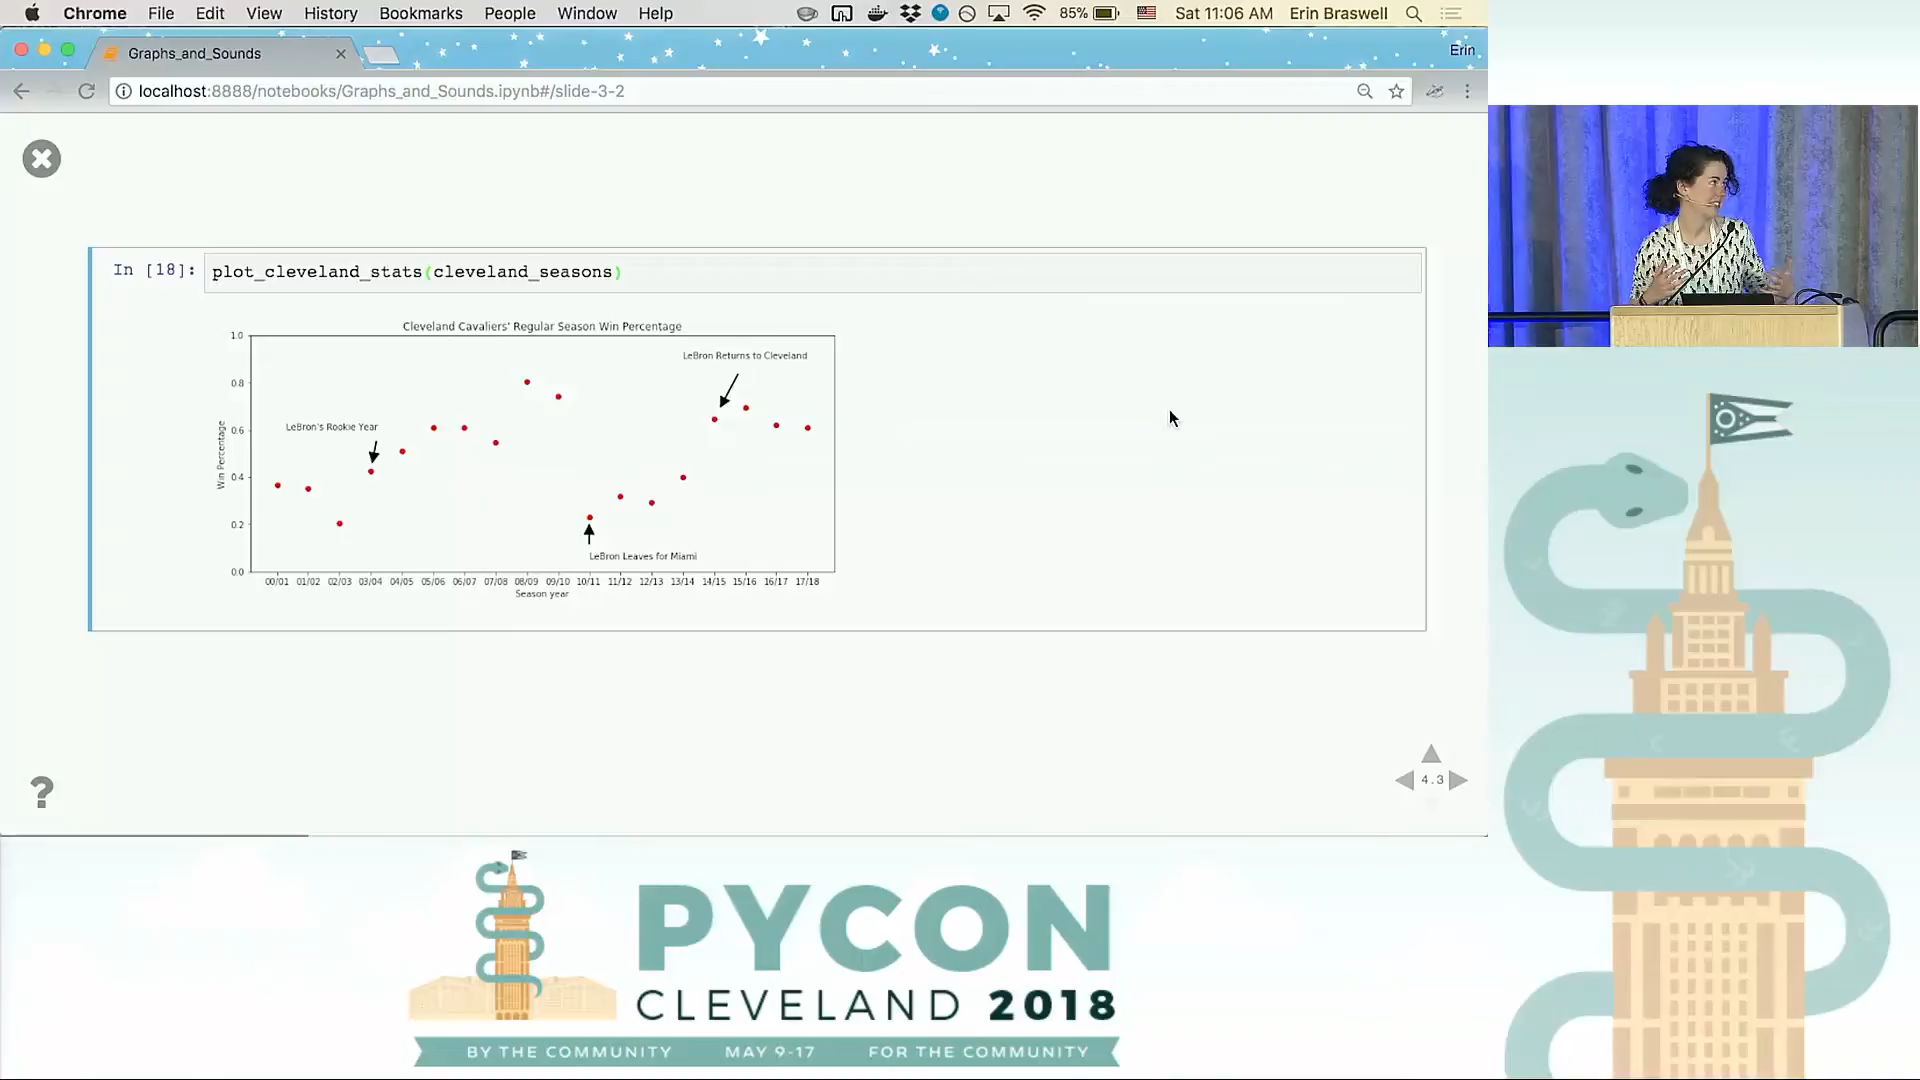 Chrome File Edit View History Bookmarks People Window Help 85% Sat 11:06 AM Erin Braswell
Graphs_and_Sounds
Erin
localhost:8888/notebooks/Graphs_and_Sounds.ipynb#/slide-3-2
In [18]: plot_cleveland_stats(cleveland_seasons)
Cleveland Cavaliers' Regular Season Win Percentage
1.0
LeBron Returns to Cleveland
0.8
LeBron's Rookie Year
0.6
Win Percentage
0.4
0.2
LeBron Leaves for Miami
0.0
00/01 01/02 02/03 03/04 04/05 05/06 06/07 07/08 08/09 09/10 10/11 11/12 12/13 13/14 14/15 15/16 16/17 17/18
Season year
4.3
?
PYCON
CLEVELAND 2018
BY THE COMMUNITY MAY 9-17 FOR THE COMMUNITY